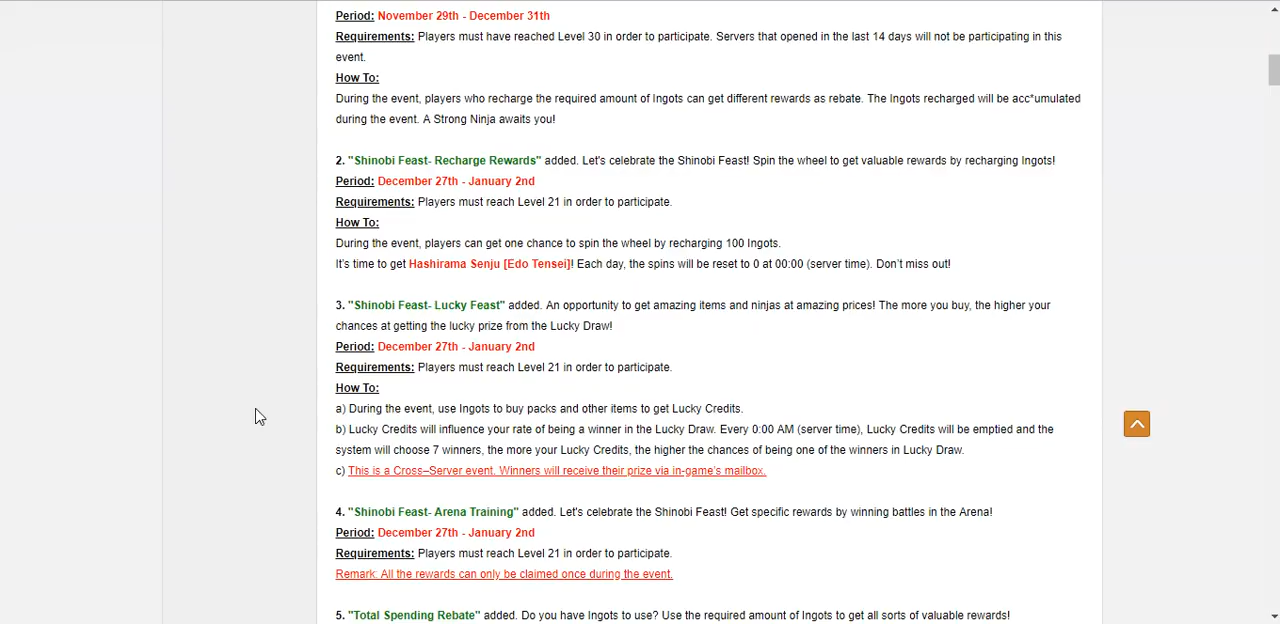 Period: November 29th - December 31th
Requirements: Players must have reached Level 30 in order to participate. Servers that opened in the last 14 days will not be participating in this
event.
How To:
During the event, players who recharge the required amount of Ingots can get different rewards as rebate. The Ingots recharged will be acc*umulated
during the event. A Strong Ninja awaits you!
2. "Shinobi Feast- Recharge Rewards" added. Let's celebrate the Shinobi Feast! Spin the wheel to get valuable rewards by recharging Ingots!
Period: December 27th - January 2nd
Requirements: Players must reach Level 21 in order to participate.
How To:
During the event, players can get one chance to spin the wheel by recharging 100 Ingots.
It's time to get Hashirama Senju [Edo Tensei]! Each day, the spins will be reset to 0 at 00:00 (server time). Don't miss out!
3. "Shinobi Feast- Lucky Feast" added. An opportunity to get amazing items and ninjas at amazing prices! The more you buy, the higher your
chances at getting the lucky prize from the Lucky Draw!
Period: December 27th - January 2nd
Requirements: Players must reach Level 21 in order to participate.
How To:
a) During the event, use Ingots to buy packs and other items to get Lucky Credits.
b) Lucky Credits will influence your rate of being a winner in the Lucky Draw. Every 0:00 AM (server time), Lucky Credits will be emptied and the
system will choose 7 winners, the more your Lucky Credits, the higher the chances of being one of the winners in Lucky Draw.
c) This is a Cross–Server event. Winners will receive their prize via in-game's mailbox.
4. "Shinobi Feast- Arena Training" added. Let's celebrate the Shinobi Feast! Get specific rewards by winning battles in the Arena!
Period: December 27th - January 2nd
Requirements: Players must reach Level 21 in order to participate.
Remark: All the rewards can only be claimed once during the event.
5. "Total Spending Rebate" added. Do you have Ingots to use? Use the required amount of Ingots to get all sorts of valuable rewards!